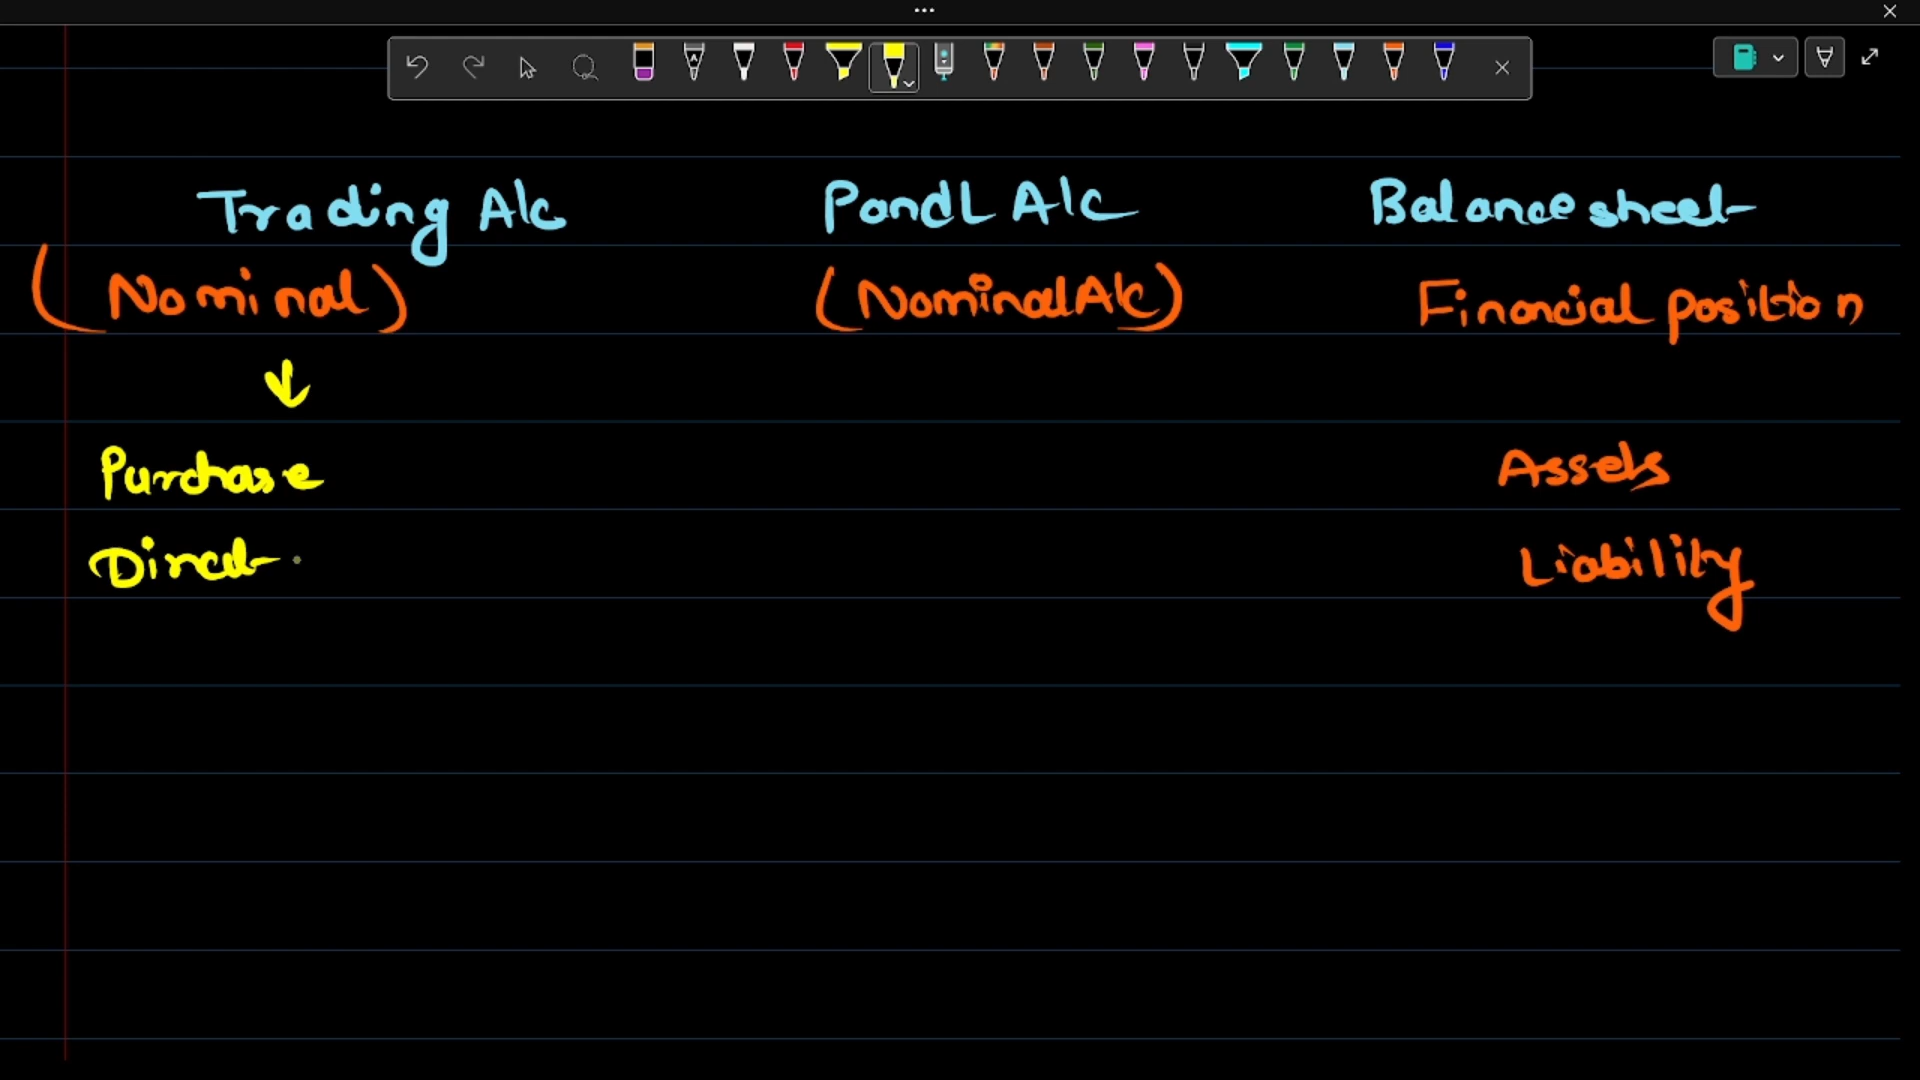 Trading A/c PandL A/c Balance sheet
(Nominal) (Nominal A/c) Financial position
Purchase Assets
Direct Liability